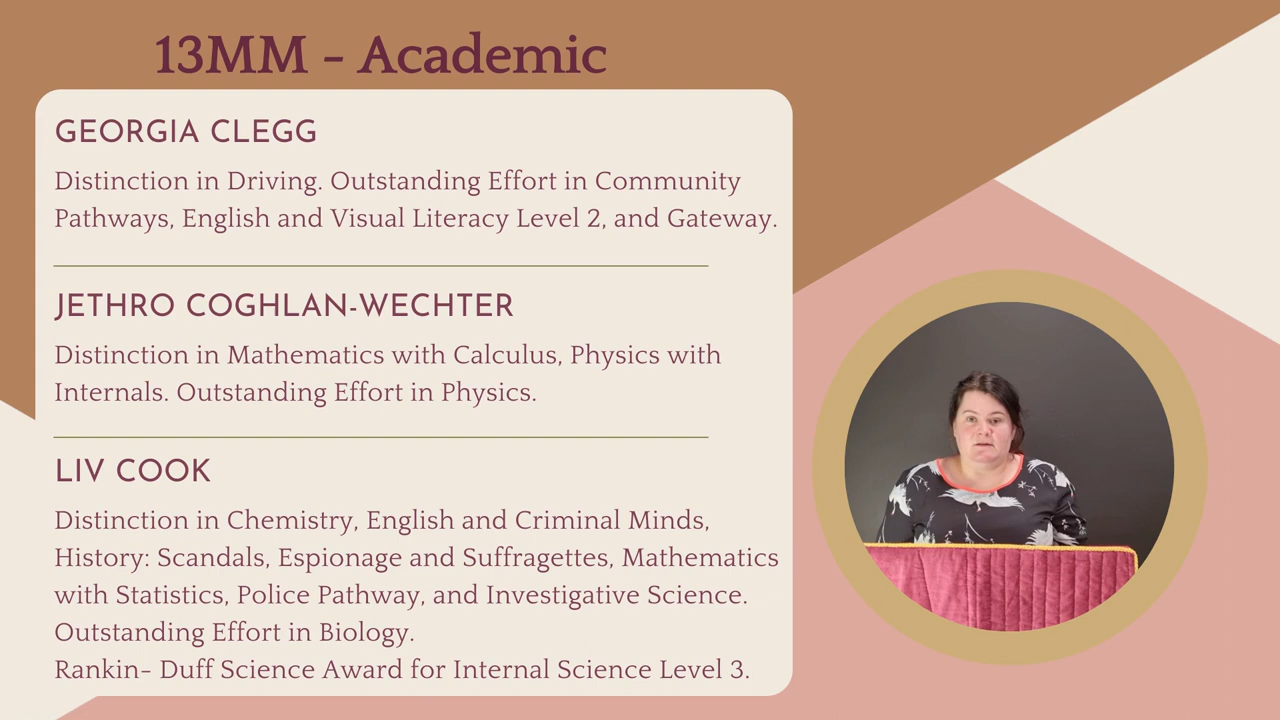 13MM - Academic
GEORGIA CLEGG
Distinction in Driving. Outstanding Effort in Community
Pathways, English and Visual Literacy Level 2, and Gateway.
JETHRO COGHLAN-WECHTER
Distinction in Mathematics with Calculus, Physics with
Internals. Outstanding Effort in Physics.
LIV COOK
Distinction in Chemistry, English and Criminal Minds,
History: Scandals, Espionage and Suffragettes, Mathematics
with Statistics, Police Pathway, and Investigative Science.
Outstanding Effort in Biology.
Rankin- Duff Science Award for Internal Science Level 3.